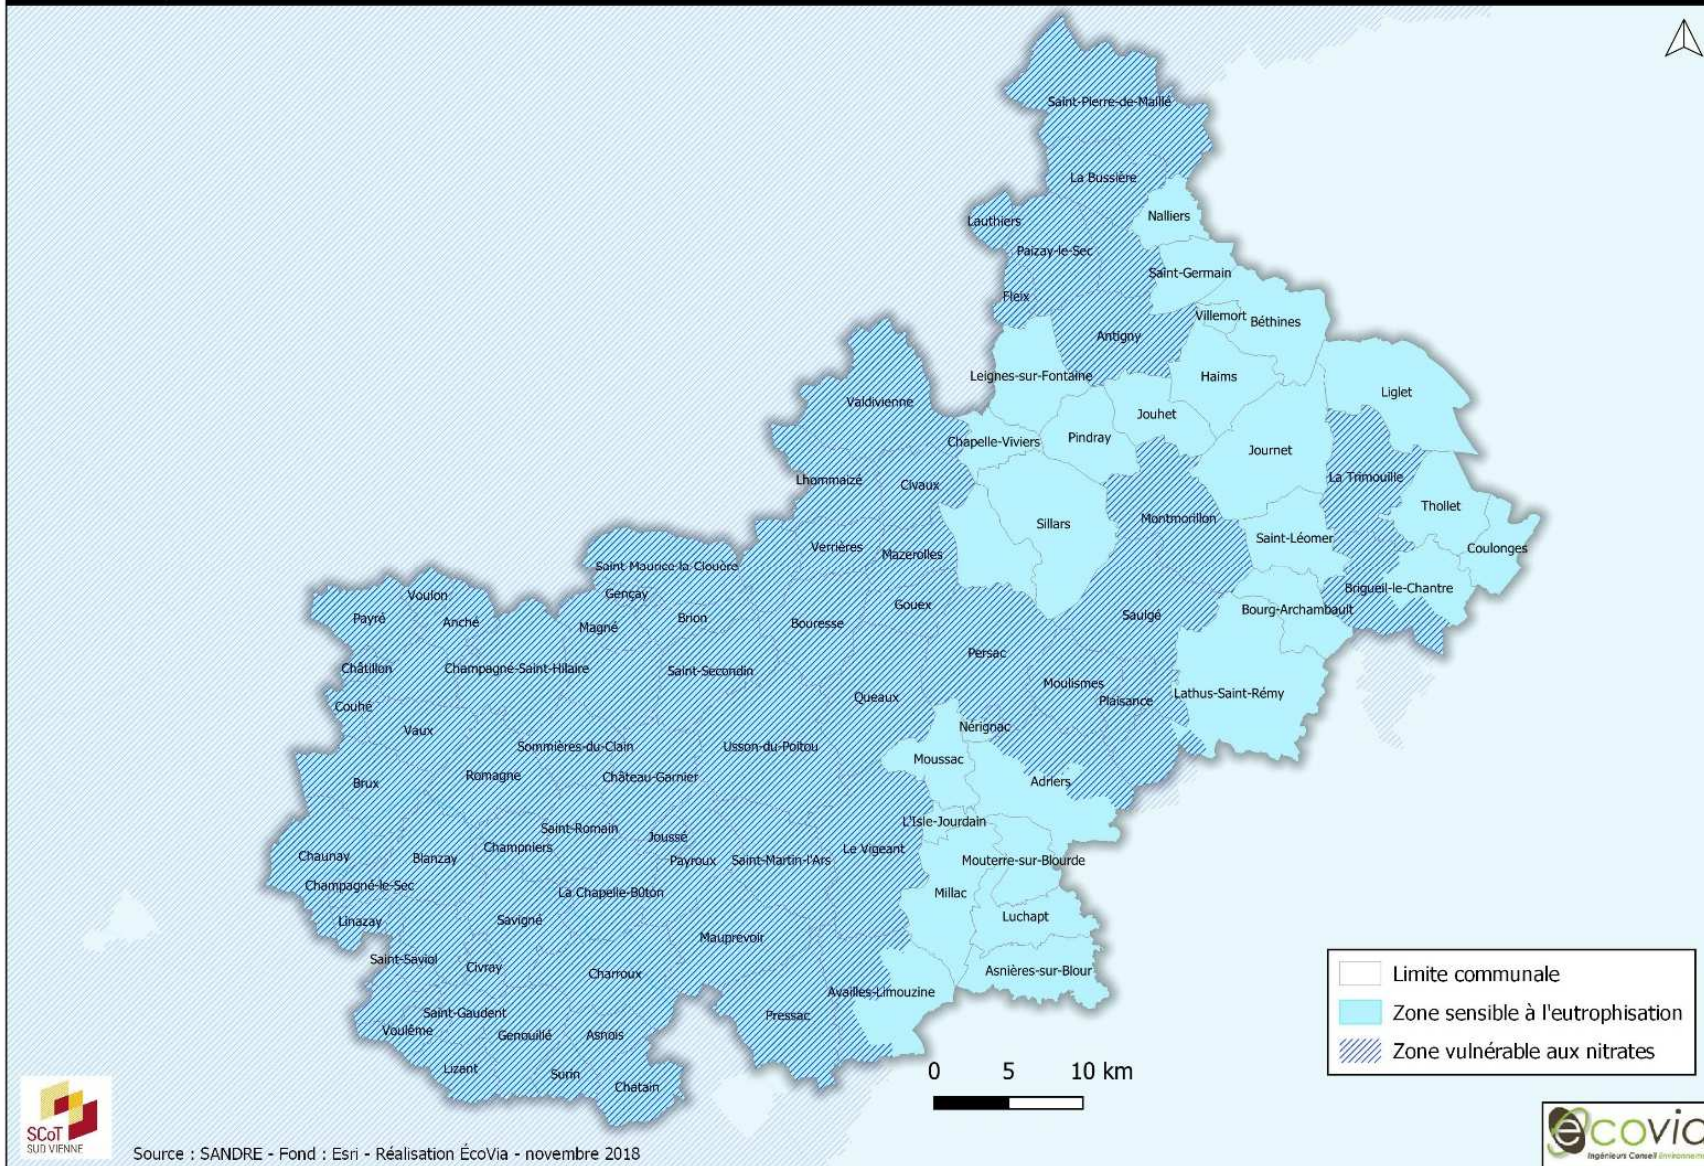 Saint-Pierre-de-Maillé
La Bussière
Nalliers
Lauthiers
Paizay-le-Sec
Saint-Germain
Fleix
Villemort
Béthines
Antigny
Leignes-sur-Fontaine
Haims
Liglet
Valdivienne
Jouhet
Chapelle-Viviers
Pindray
Journet
Lhommaizé
Civaux
La Trimouille
Thollet
Sillars
Montmorillon
Saint-Léomer
Coulonges
Verrières
Mazerolles
Saint-Maurice-la-Clouère
Brigueil-le-Chantre
Voulon
Gençay
Gouex
Bourg-Archambault
Payré
Anché
Magné
Brion
Bouresse
Saulgé
Châtillon
Champagné-Saint-Hilaire
Saint-Secondin
Persac
Moulismes
Plaisance
Lathus-Saint-Rémy
Couhé
Queaux
Vaux
Nérignac
Sommières-du-Clain
Usson-du-Poitou
Moussac
Brux
Romagne
Château-Garnier
Adriers
L'Isle-Jourdain
Saint-Romain
Joussé
Chaunay
Blanzay
Champniers
Payroux
Saint-Martin-l'Ars
Le Vigeant
Mouterre-sur-Blourde
Champagné-le-Sec
La Chapelle-Bâton
Millac
Linazay
Savigné
Luchapt
Mauprévoir
Saint-Saviol
Civray
Charroux
Asnières-sur-Blour
Availles-Limouzine
Saint-Gaudent
Pressac
Voulême
Genouillé
Asnois
Lizant
Surin
Chatain
Limite communale
Zone sensible à l'eutrophisation
Zone vulnérable aux nitrates
0 5 10 km
SCoT
SUD VIENNE
Source : SANDRE - Fond : Esri - Réalisation ÉcoVia - novembre 2018
écovia
Ingénieurs Conseil Environnem